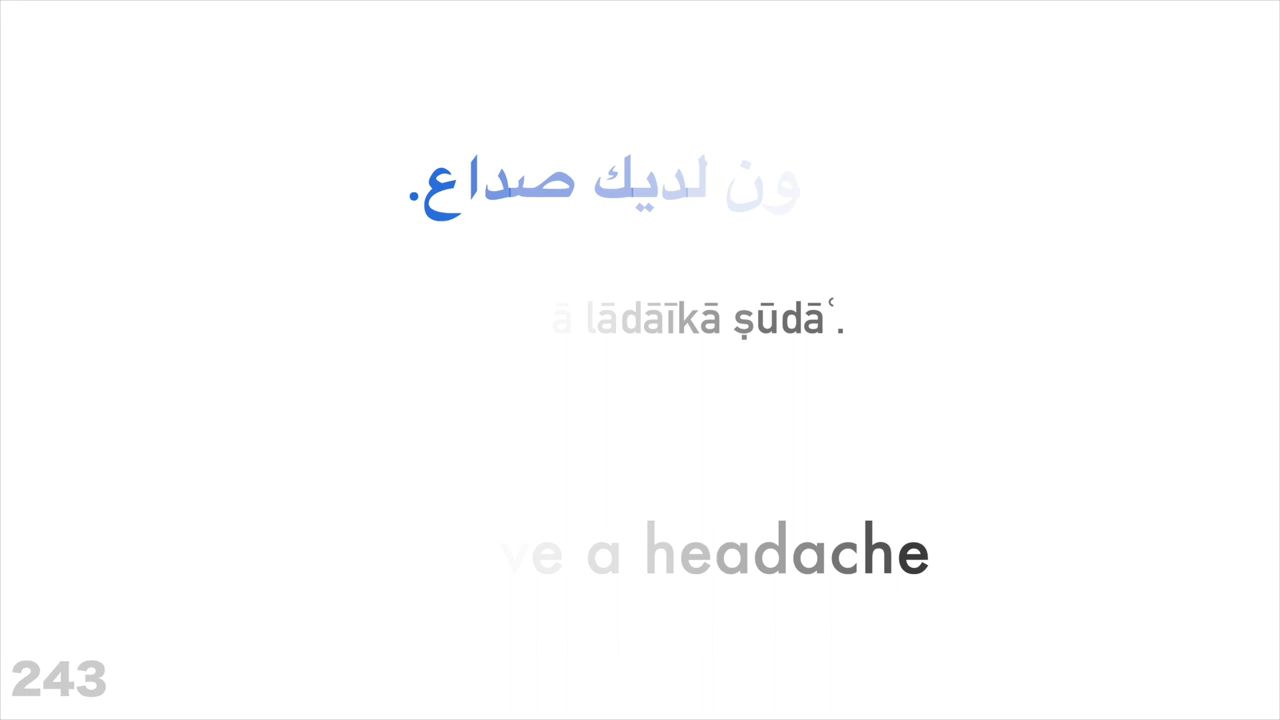 ون لديك صداع.
ā lādāīkā ṣūdāʿ.
ve a headache
243